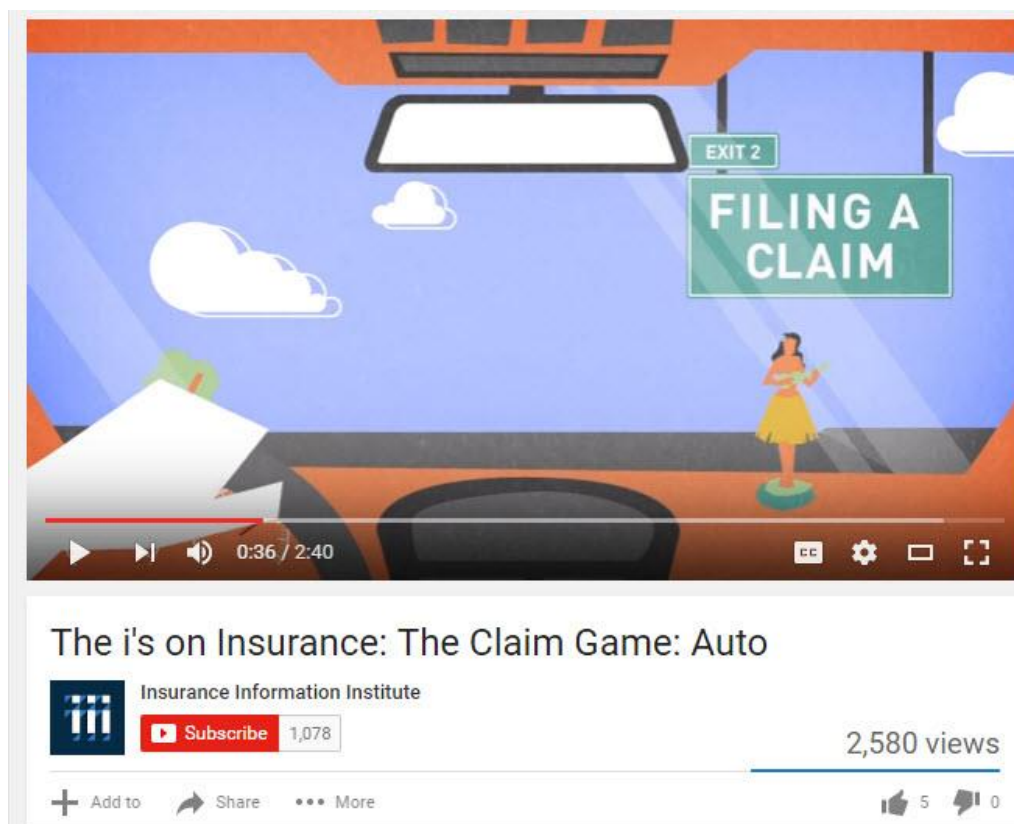 EXIT 2
FILING A
CLAIM
0:36 / 2:40
CC
The i's on Insurance: The Claim Game: Auto
iii
Insurance Information Institute
Subscribe 1,078
2,580 views
Add to Share More 5 0